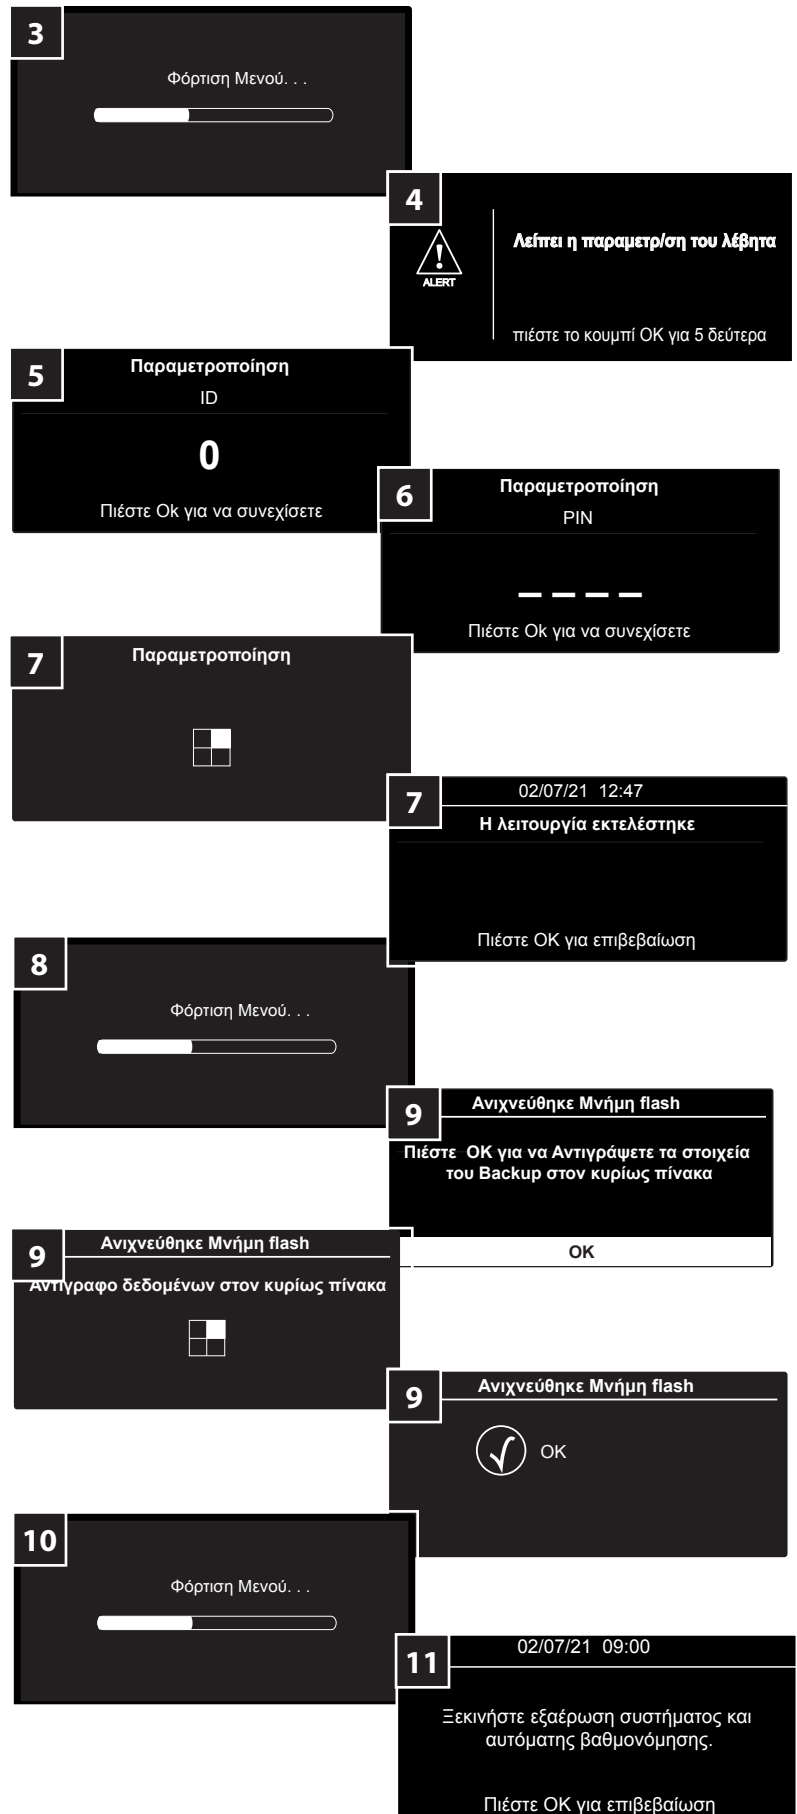 3
Φόρτιση Μενού. . .
4
Λείπει η παραμετρ/ση του λέβητα
ALERT
πιέστε το κουμπί ΟΚ για 5 δεύτερα
5
Παραμετροποίηση
ID
0
Πιέστε Ok για να συνεχίσετε
6
Παραμετροποίηση
PIN
_ _ _ _
Πιέστε Ok για να συνεχίσετε
7
Παραμετροποίηση
7
02/07/21 12:47
Η λειτουργία εκτελέστηκε
Πιέστε ΟΚ για επιβεβαίωση
8
Φόρτιση Μενού. . .
9
Ανιχνεύθηκε Μνήμη flash
Πιέστε ΟΚ για να Αντιγράψετε τα στοιχεία
του Backup στον κυρίως πίνακα
OK
9
Ανιχνεύθηκε Μνήμη flash
Αντίγραφο δεδομένων στον κυρίως πίνακα
9
Ανιχνεύθηκε Μνήμη flash
OK
10
Φόρτιση Μενού. . .
11
02/07/21 09:00
Ξεκινήστε εξαέρωση συστήματος και
αυτόματης βαθμονόμησης.
Πιέστε ΟΚ για επιβεβαίωση